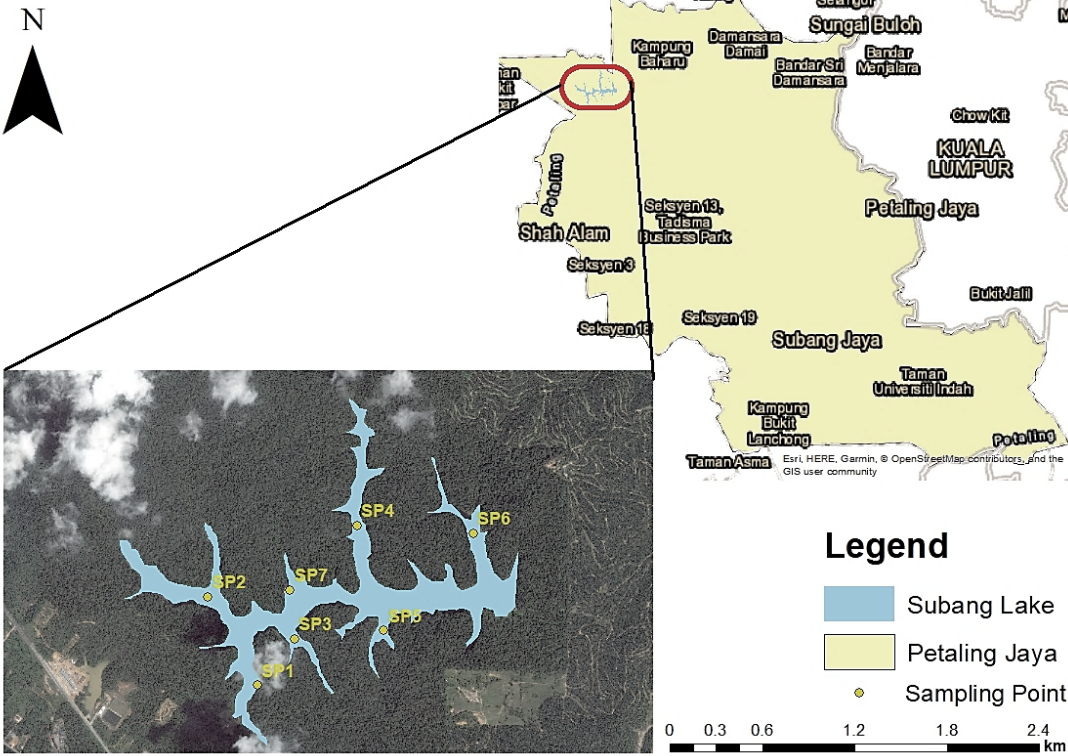 N
Selangor
Sungai Buloh
Damansara
Damai
Kampung
Baharu
Bandar
Menjalara
Bandar Sri
Damansara
Chow Kit
KUALA
LUMPUR
Petaling
Petaling Jaya
Seksyen 13,
Tadisma
Business Park
Shah Alam
Seksyen 3
Bukit Jalil
Seksyen 19
Seksyen 18
Subang Jaya
Taman
Universiti Indah
Kampung
Bukit
Lanchong
Petaling
Taman Asma
Esri, HERE, Garmin, © OpenStreetMap contributors, and the
GIS user community
SP4
SP6
SP2
SP7
SP5
SP3
SP1
Legend
Subang Lake
Petaling Jaya
Sampling Point
0 0.3 0.6 1.2 1.8 2.4
km